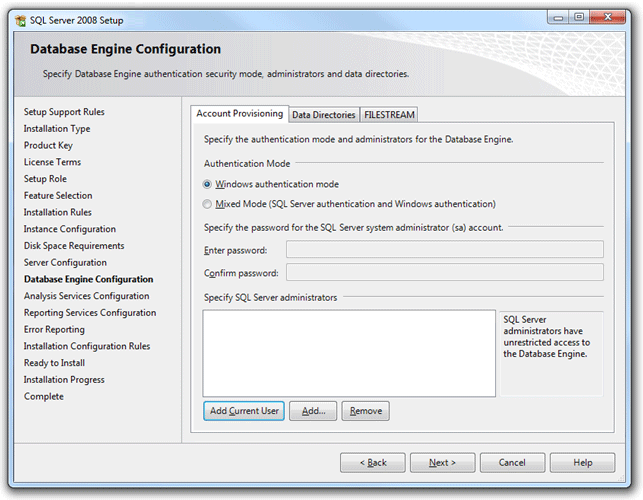 SQL Server 2008 Setup
Database Engine Configuration
Specify Database Engine authentication security mode, administrators and data directories.
Setup Support Rules
Installation Type
Product Key
License Terms
Setup Role
Feature Selection
Installation Rules
Instance Configuration
Disk Space Requirements
Server Configuration
Database Engine Configuration
Analysis Services Configuration
Reporting Services Configuration
Error Reporting
Installation Configuration Rules
Ready to Install
Installation Progress
Complete
Account Provisioning Data Directories FILESTREAM
Specify the authentication mode and administrators for the Database Engine.
Authentication Mode
Windows authentication mode
Mixed Mode (SQL Server authentication and Windows authentication)
Specify the password for the SQL Server system administrator (sa) account.
Enter password:
Confirm password:
Specify SQL Server administrators
SQL Server
administrators have
unrestricted access to
the Database Engine.
Add Current User Add... Remove
< Back Next > Cancel Help